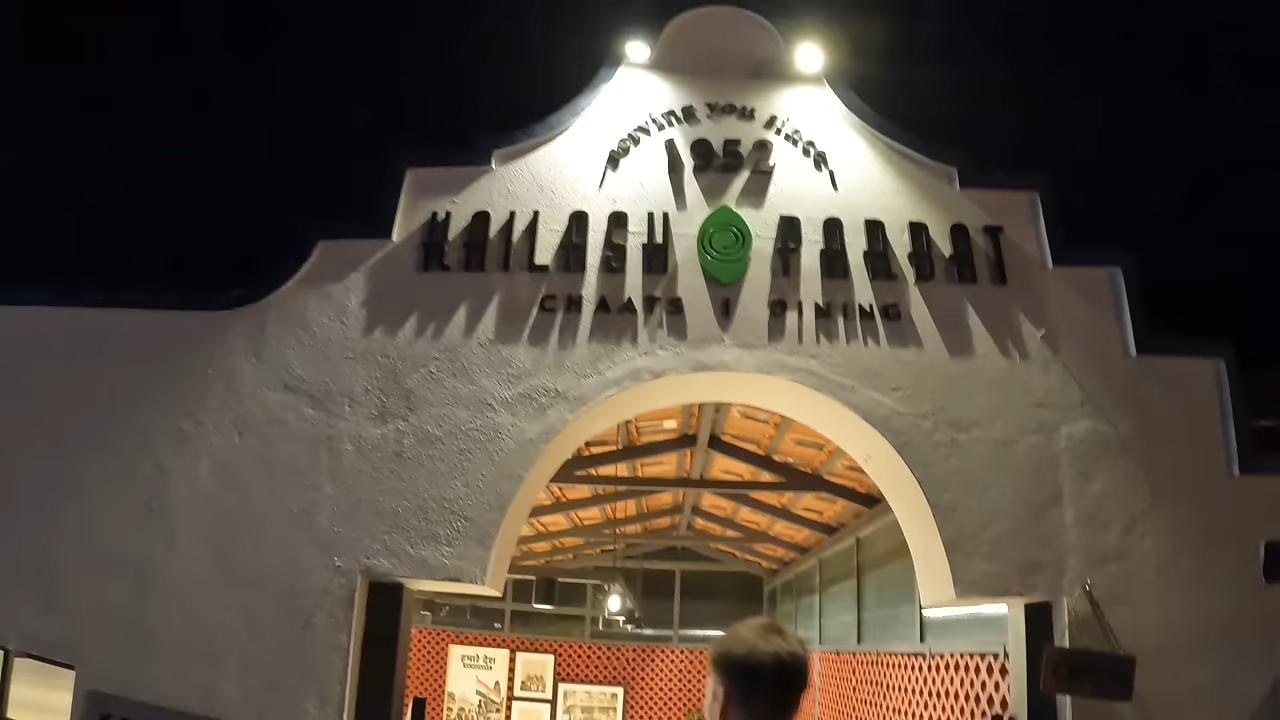 Serving You Since
1952
KAILASH PARBAT
CHAATS | DINING
हमारे देश